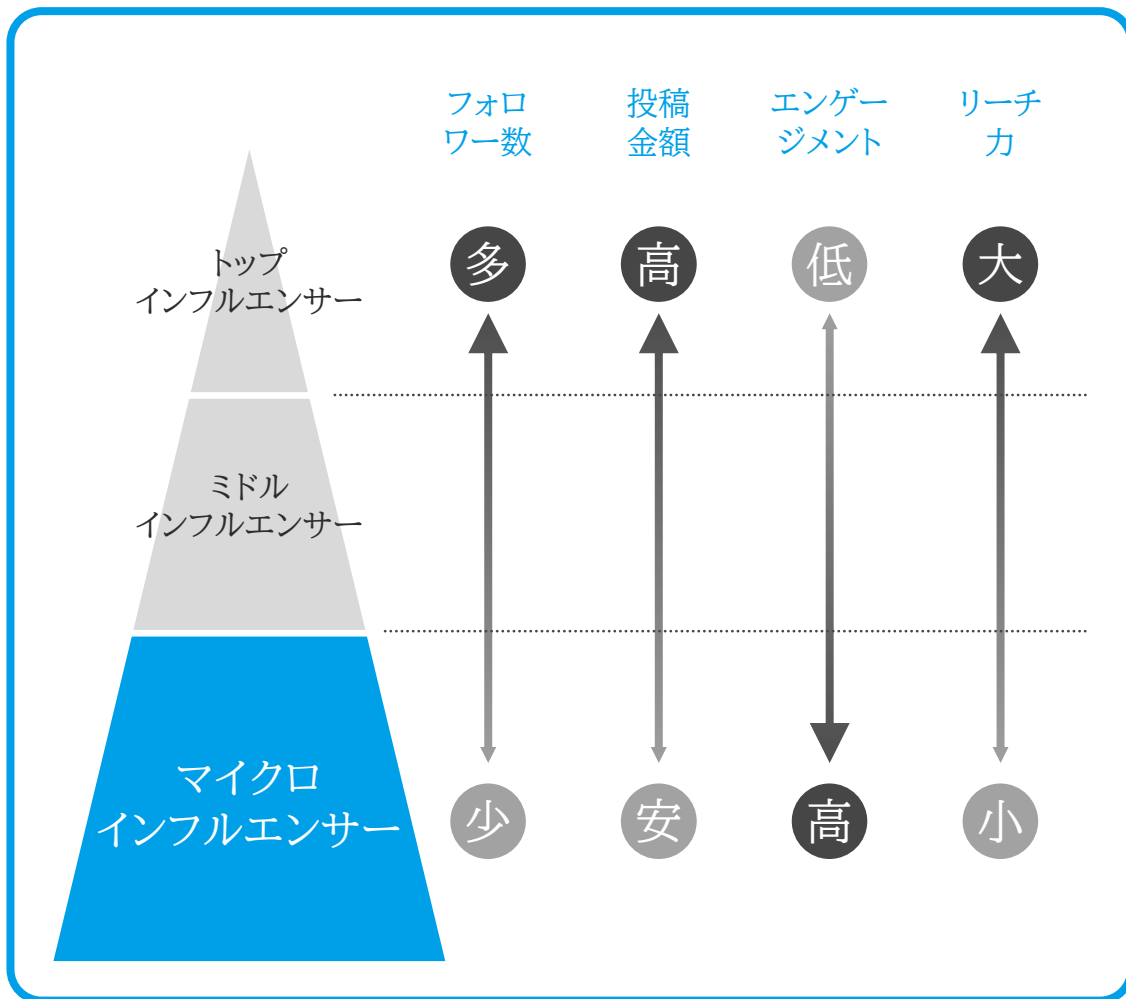 フォロ
ワー数
投稿
金額
エンゲー
ジメント
リーチ
力
トップ
インフルエンサー
多
高
低
大
ミドル
インフルエンサー
マイクロ
インフルエンサー
少
安
高
小